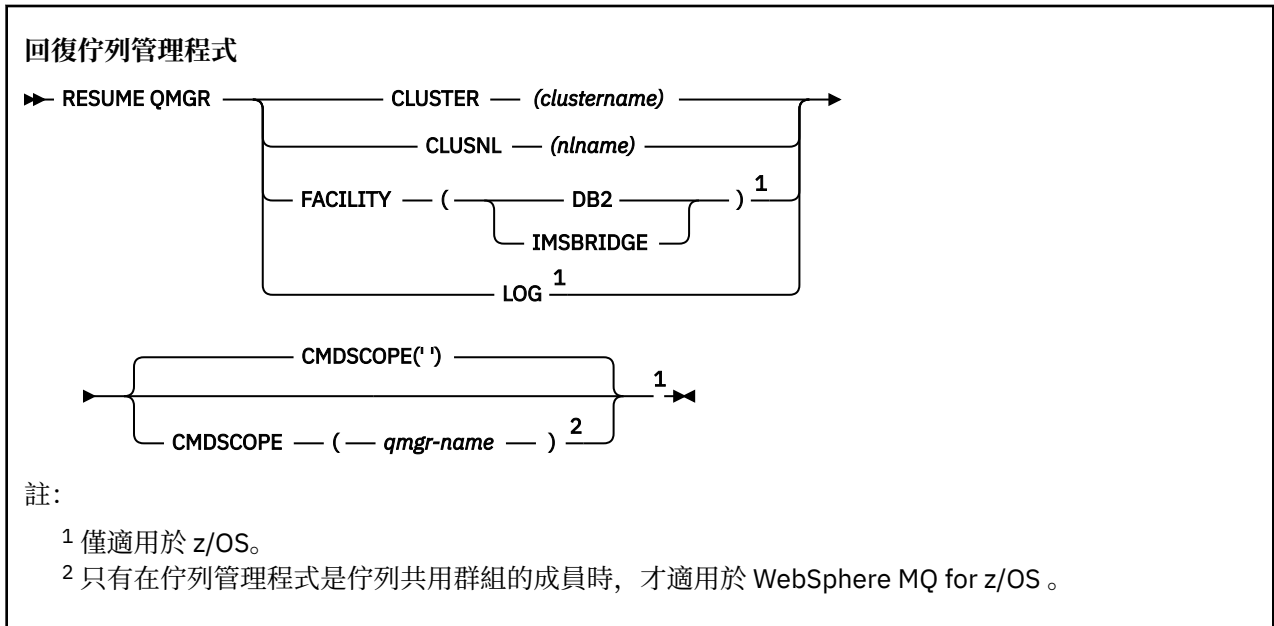 回復佇列管理程式
RESUME QMGR CLUSTER (clustername)
CLUSNL (nlname)
FACILITY ( DB2 ) 1
IMSBRIDGE
LOG 1
CMDSCOPE(' ')
1
CMDSCOPE ( qmgr-name ) 2
註：
1 僅適用於 z/OS。
2 只有在佇列管理程式是佇列共用群組的成員時，才適用於 WebSphere MQ for z/OS 。